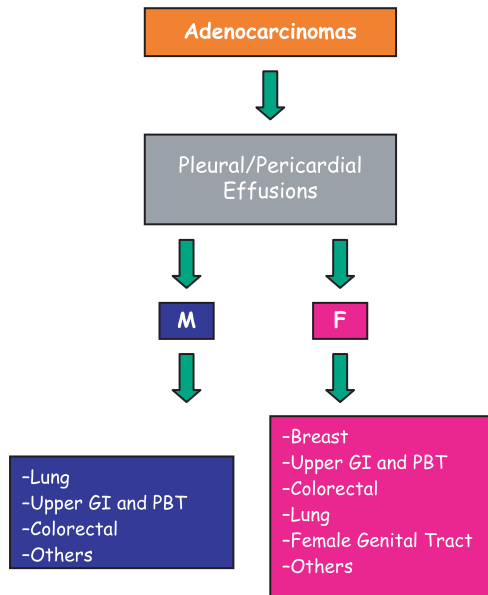 Adenocarcinomas
Pleural/Pericardial
Effusions
M
F
–Lung
–Upper GI and PBT
–Colorectal
–Others
–Breast
–Upper GI and PBT
–Colorectal
–Lung
–Female Genital Tract
–Others